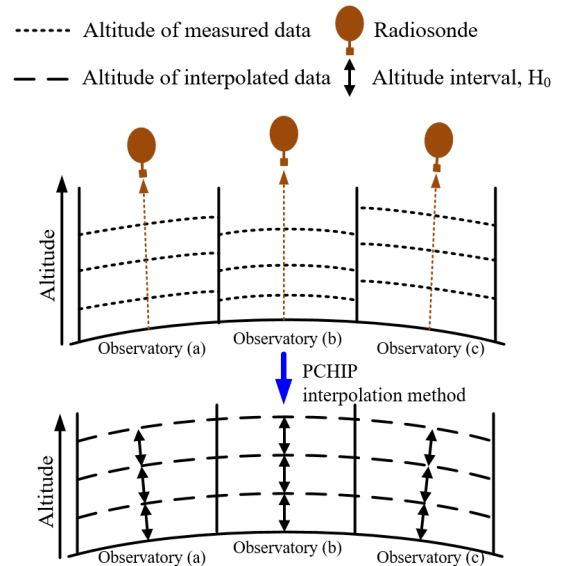 Altitude of measured data
Radiosonde
Altitude of interpolated data
Altitude interval, H₀
Altitude
Observatory (a)
Observatory (b)
Observatory (c)
PCHIP
interpolation method
Altitude
Observatory (a)
Observatory (b)
Observatory (c)